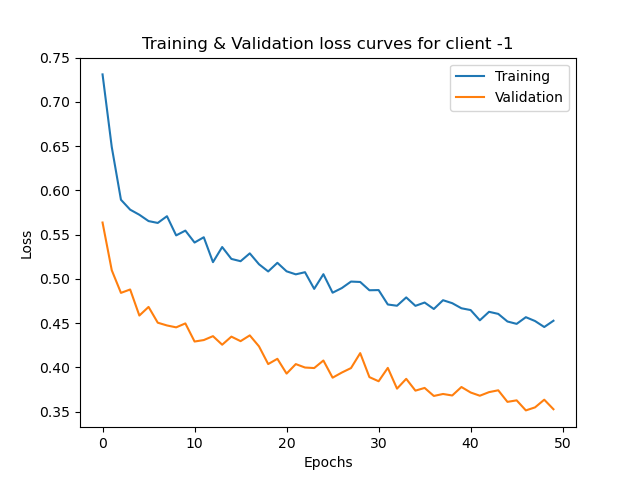 Training & Validation loss curves for client -1
Training
Validation
Loss
0.75
0.70
0.65
0.60
0.55
0.50
0.45
0.40
0.35
0 10 20 30 40 50
Epochs